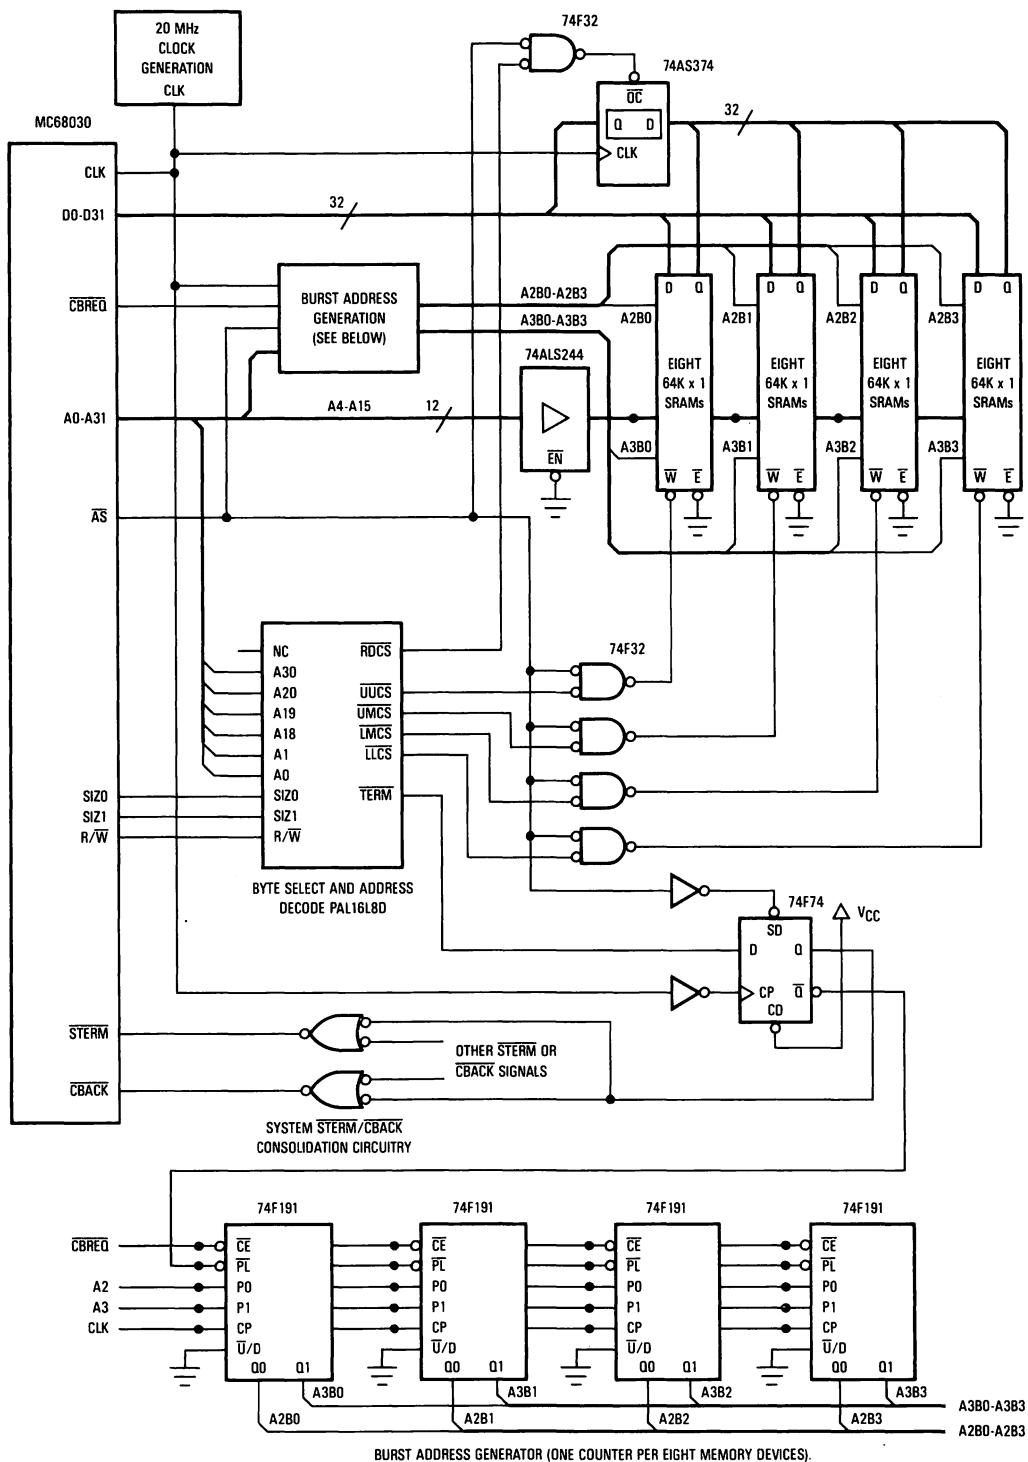 20 MHz
CLOCK
GENERATION
CLK
74F32
74AS374
OC
Q D
CLK
32
MC68030
CLK
D0-D31
32
CBREQ
BURST ADDRESS
GENERATION
(SEE BELOW)
A2B0-A2B3
A3B0-A3B3
D Q
D Q
D Q
D Q
A2B0
A2B1
A2B2
A2B3
74ALS244
EIGHT
64K x 1
SRAMs
EIGHT
64K x 1
SRAMs
EIGHT
64K x 1
SRAMs
EIGHT
64K x 1
SRAMs
A0-A31
A4-A15
12
EN
A3B0
A3B1
A3B2
A3B3
W E
W E
W E
W E
AS
NC
A30
A20
A19
A18
A1
A0
SIZ0
SIZ1
R/W
RDCS
UUCS
UMCS
LMCS
LLCS
TERM
74F32
SIZ0
SIZ1
R/W
BYTE SELECT AND ADDRESS
DECODE PAL16L8D
74F74
VCC
SD
D Q
CP Q
CD
STERM
CBACK
OTHER STERM OR
CBACK SIGNALS
SYSTEM STERM/CBACK
CONSOLIDATION CIRCUITRY
74F191
74F191
74F191
74F191
CBREQ
A2
A3
CLK
CE
PL
P0
P1
CP
U/D
Q0 Q1
CE
PL
P0
P1
CP
U/D
Q0 Q1
CE
PL
P0
P1
CP
U/D
Q0 Q1
CE
PL
P0
P1
CP
U/D
Q0 Q1
A3B0
A3B1
A3B2
A3B3
A3B0-A3B3
A2B0
A2B1
A2B2
A2B3
A2B0-A2B3
BURST ADDRESS GENERATOR (ONE COUNTER PER EIGHT MEMORY DEVICES).